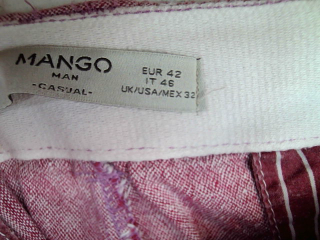 MANGO
MAN
-CASUAL-
EUR 42
IT 46
UK/USA/MEX 32